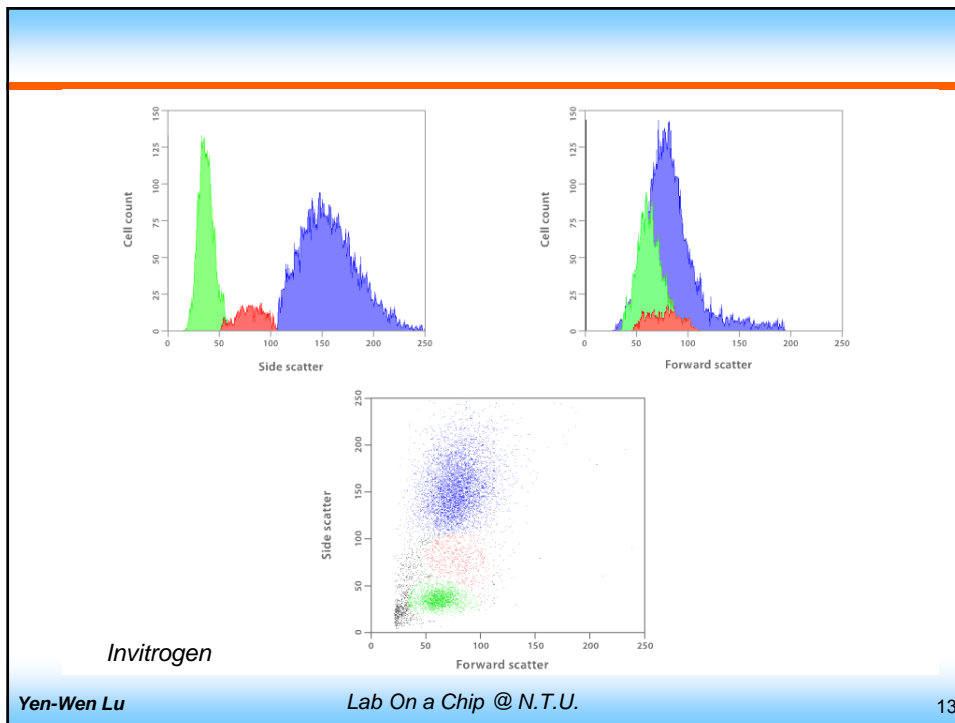 150
125
100
75
50
25
0
Cell count
0 50 100 150 200 250
Side scatter
150
125
100
75
50
25
0
Cell count
0 50 100 150 200 250
Forward scatter
250
200
150
100
50
0
Side scatter
0 50 100 150 200 250
Forward scatter
Invitrogen
Yen-Wen Lu Lab On a Chip @ N.T.U. 13